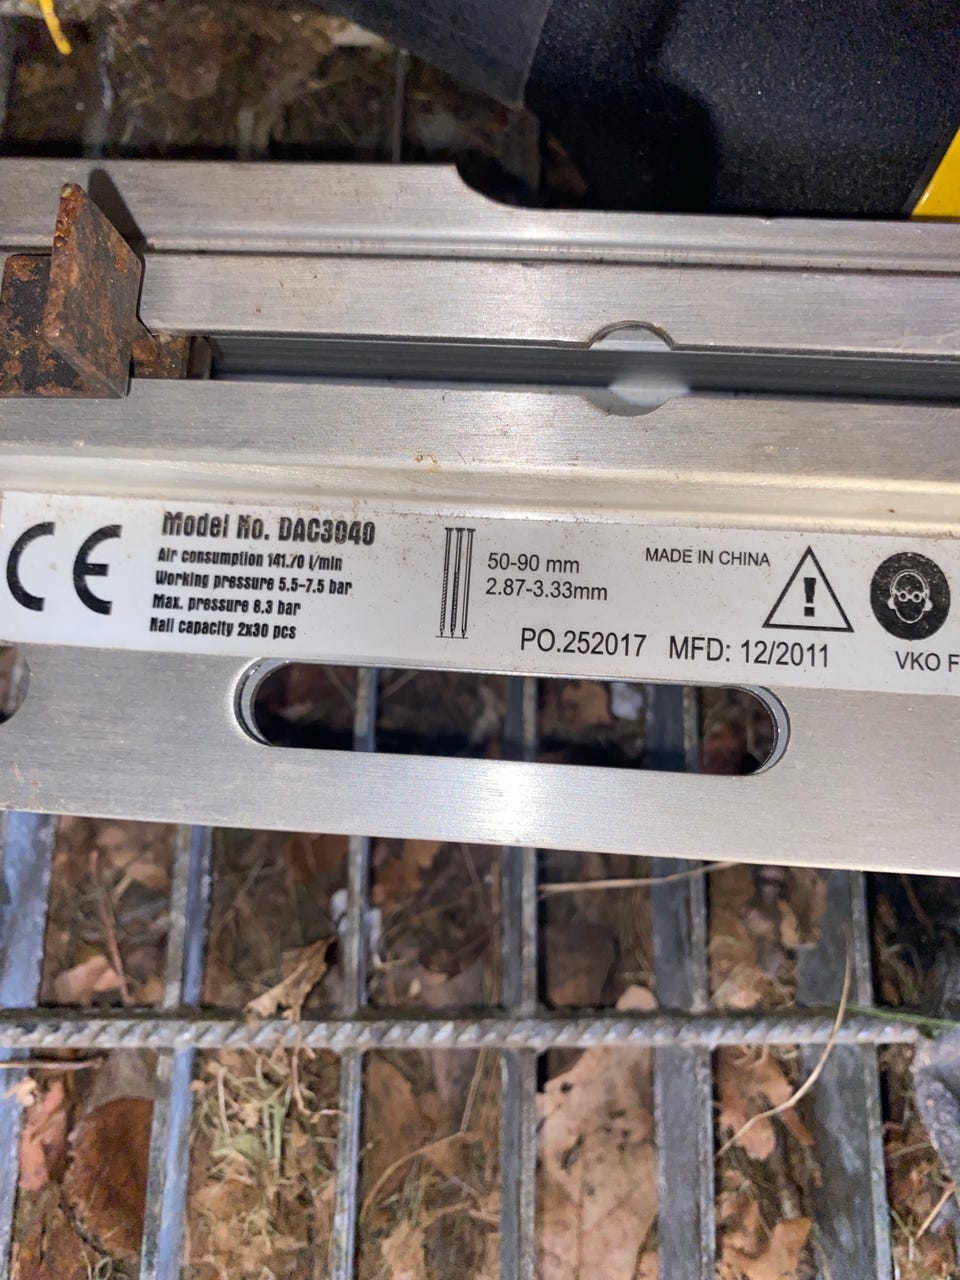 CE
Model No. DAC3040
Air consumption 141.70 l/min
Working pressure 5.5-7.5 bar
Max. pressure 8.3 bar
Nail capacity 2x30 pcs
50-90 mm
2.87-3.33mm
MADE IN CHINA
PO.252017 MFD: 12/2011
VKO F